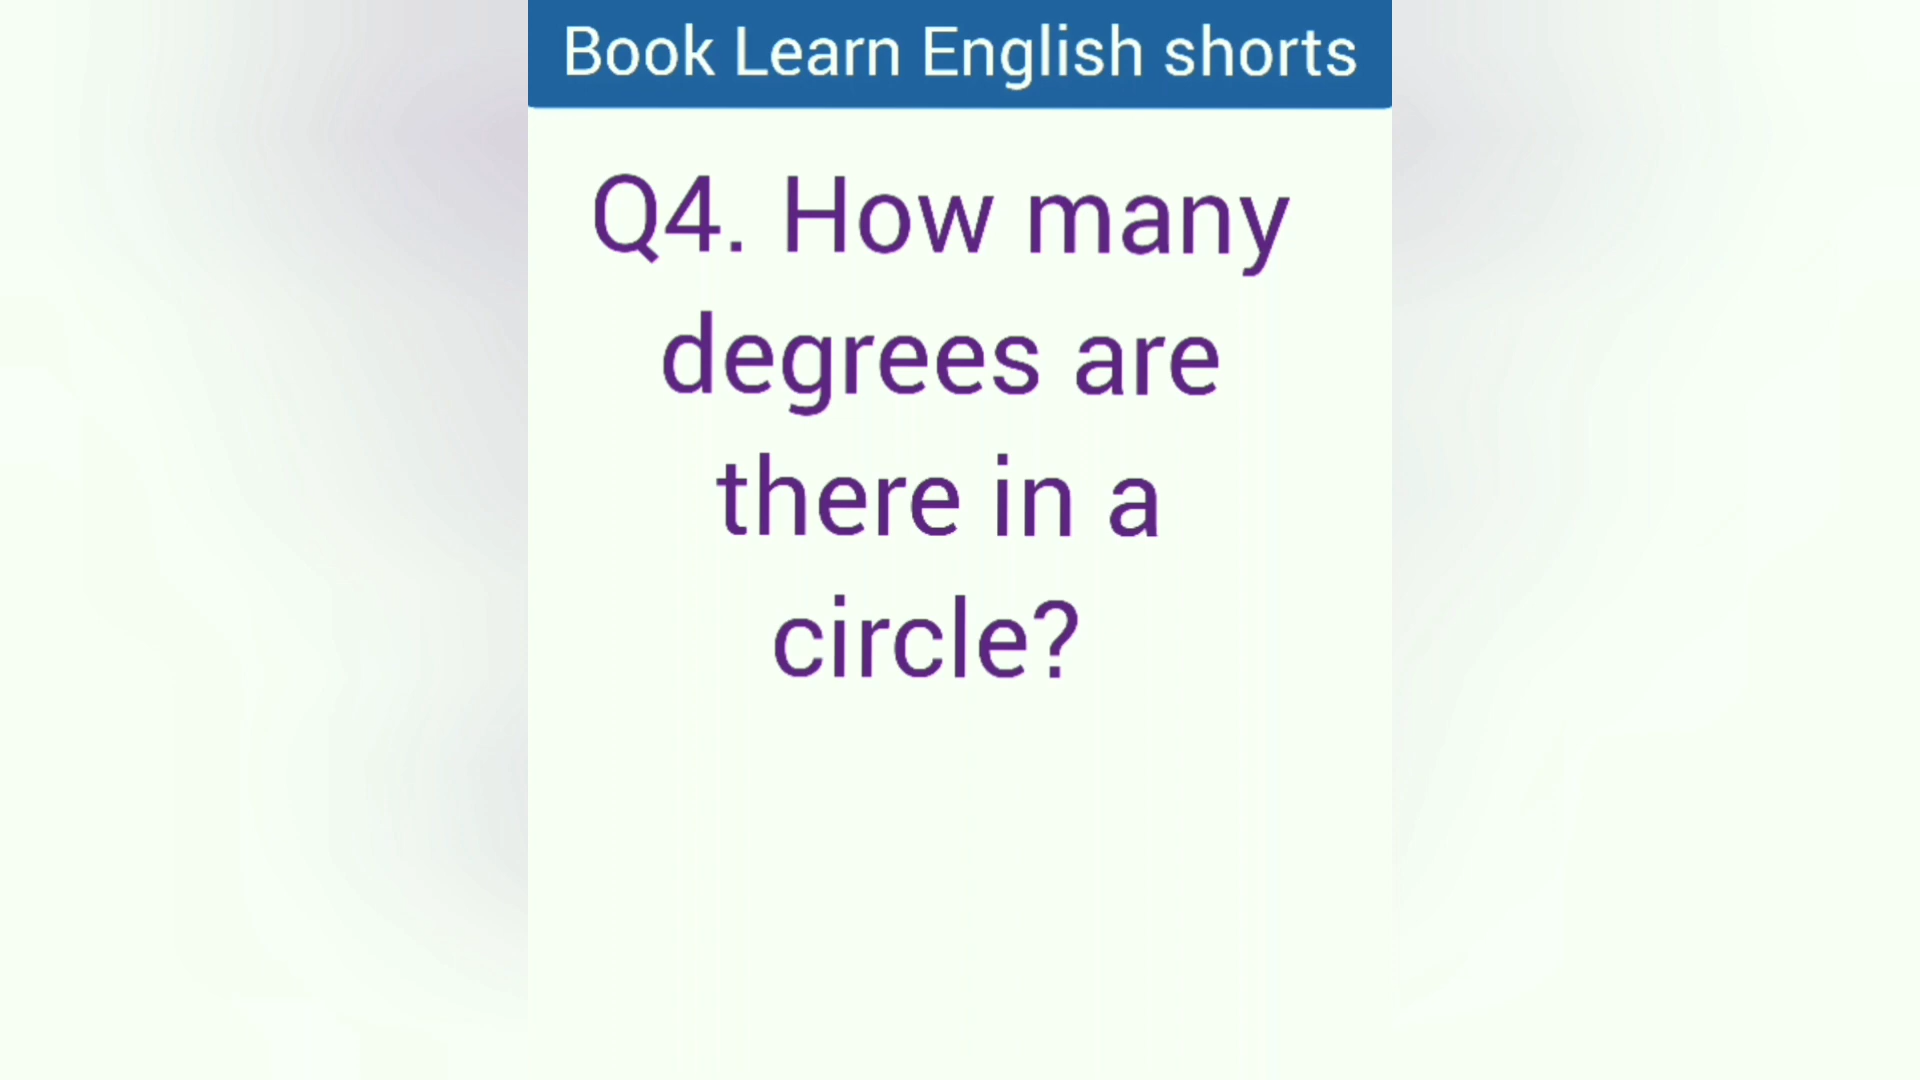 Book Learn English shorts
Q4. How many
degrees are
there in a
circle?